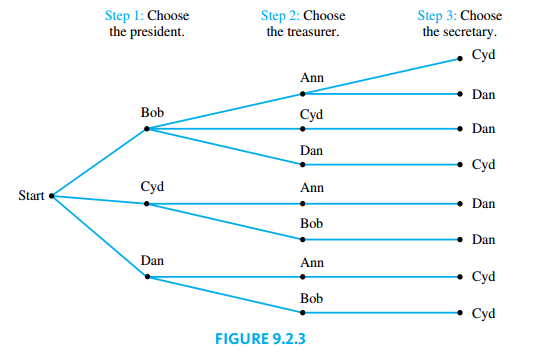 Step 1: Choose
the president.
Step 2: Choose
the treasurer.
Step 3: Choose
the secretary.
Cyd
Ann
Dan
Bob
Cyd
Dan
Dan
Cyd
Start
Cyd
Ann
Dan
Bob
Dan
Dan
Ann
Cyd
Bob
Cyd
FIGURE 9.2.3